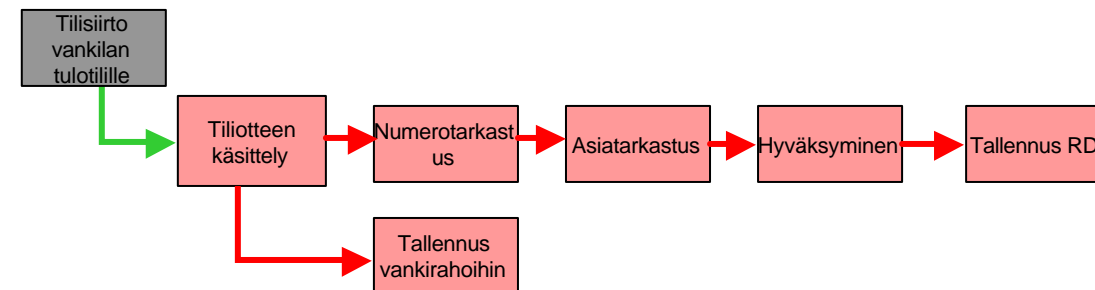 Tilisiirto
vankilan
tulotilille
Tiliotteen
käsittely
Numerotarkast
us
Asiatarkastus
Hyväksyminen
Tallennus RD
Tallennus
vankirahoihin